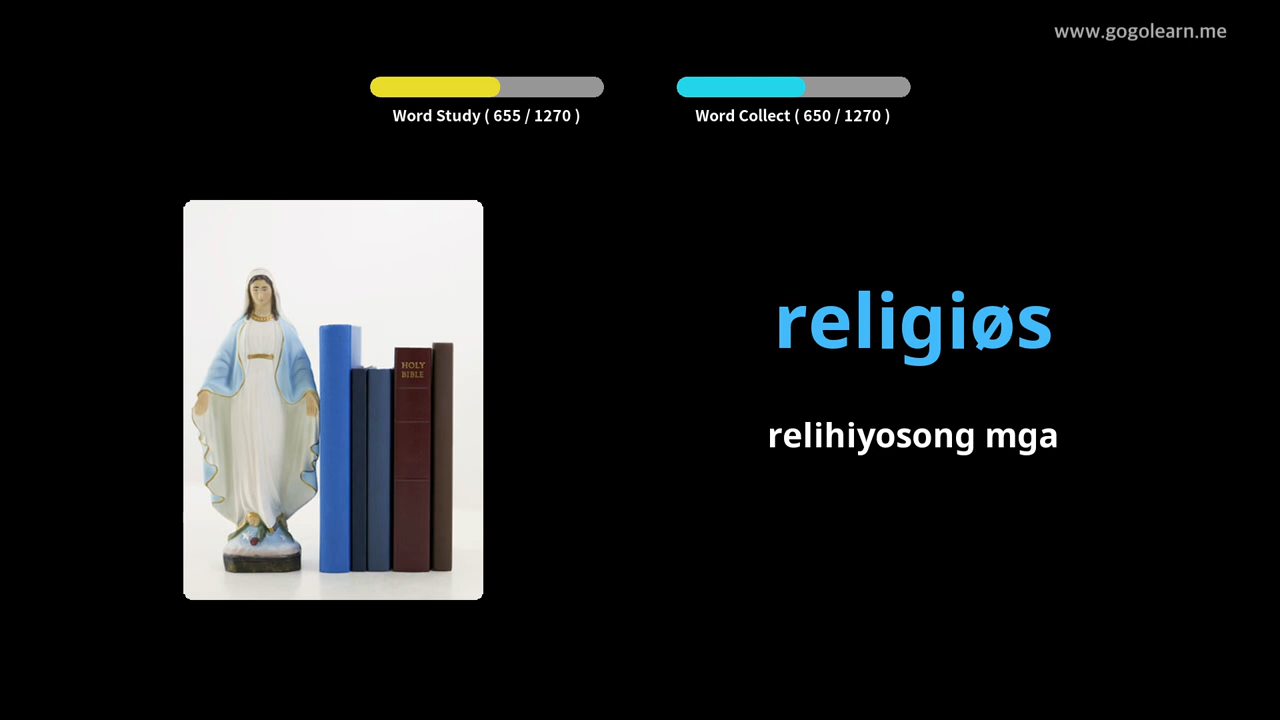 www.gogolearn.me
Word Study ( 655 / 1270 )
Word Collect ( 650 / 1270 )
HOLY
BIBLE
religiøs
relihiyosong mga